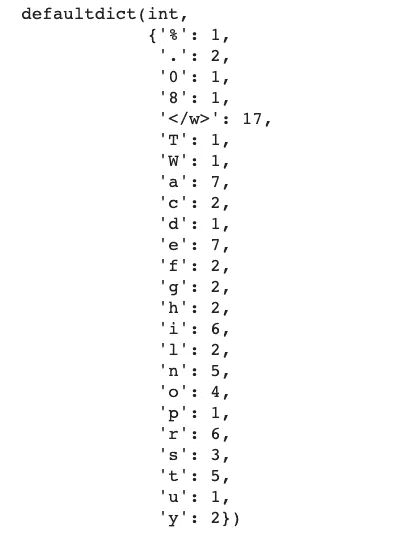 defaultdict(int,
{'%': 1,
'.': 2,
'0': 1,
'8': 1,
'</w>': 17,
'T': 1,
'W': 1,
'a': 7,
'c': 2,
'd': 1,
'e': 7,
'f': 2,
'g': 2,
'h': 2,
'i': 6,
'l': 2,
'n': 5,
'o': 4,
'p': 1,
'r': 6,
's': 3,
't': 5,
'u': 1,
'y': 2})